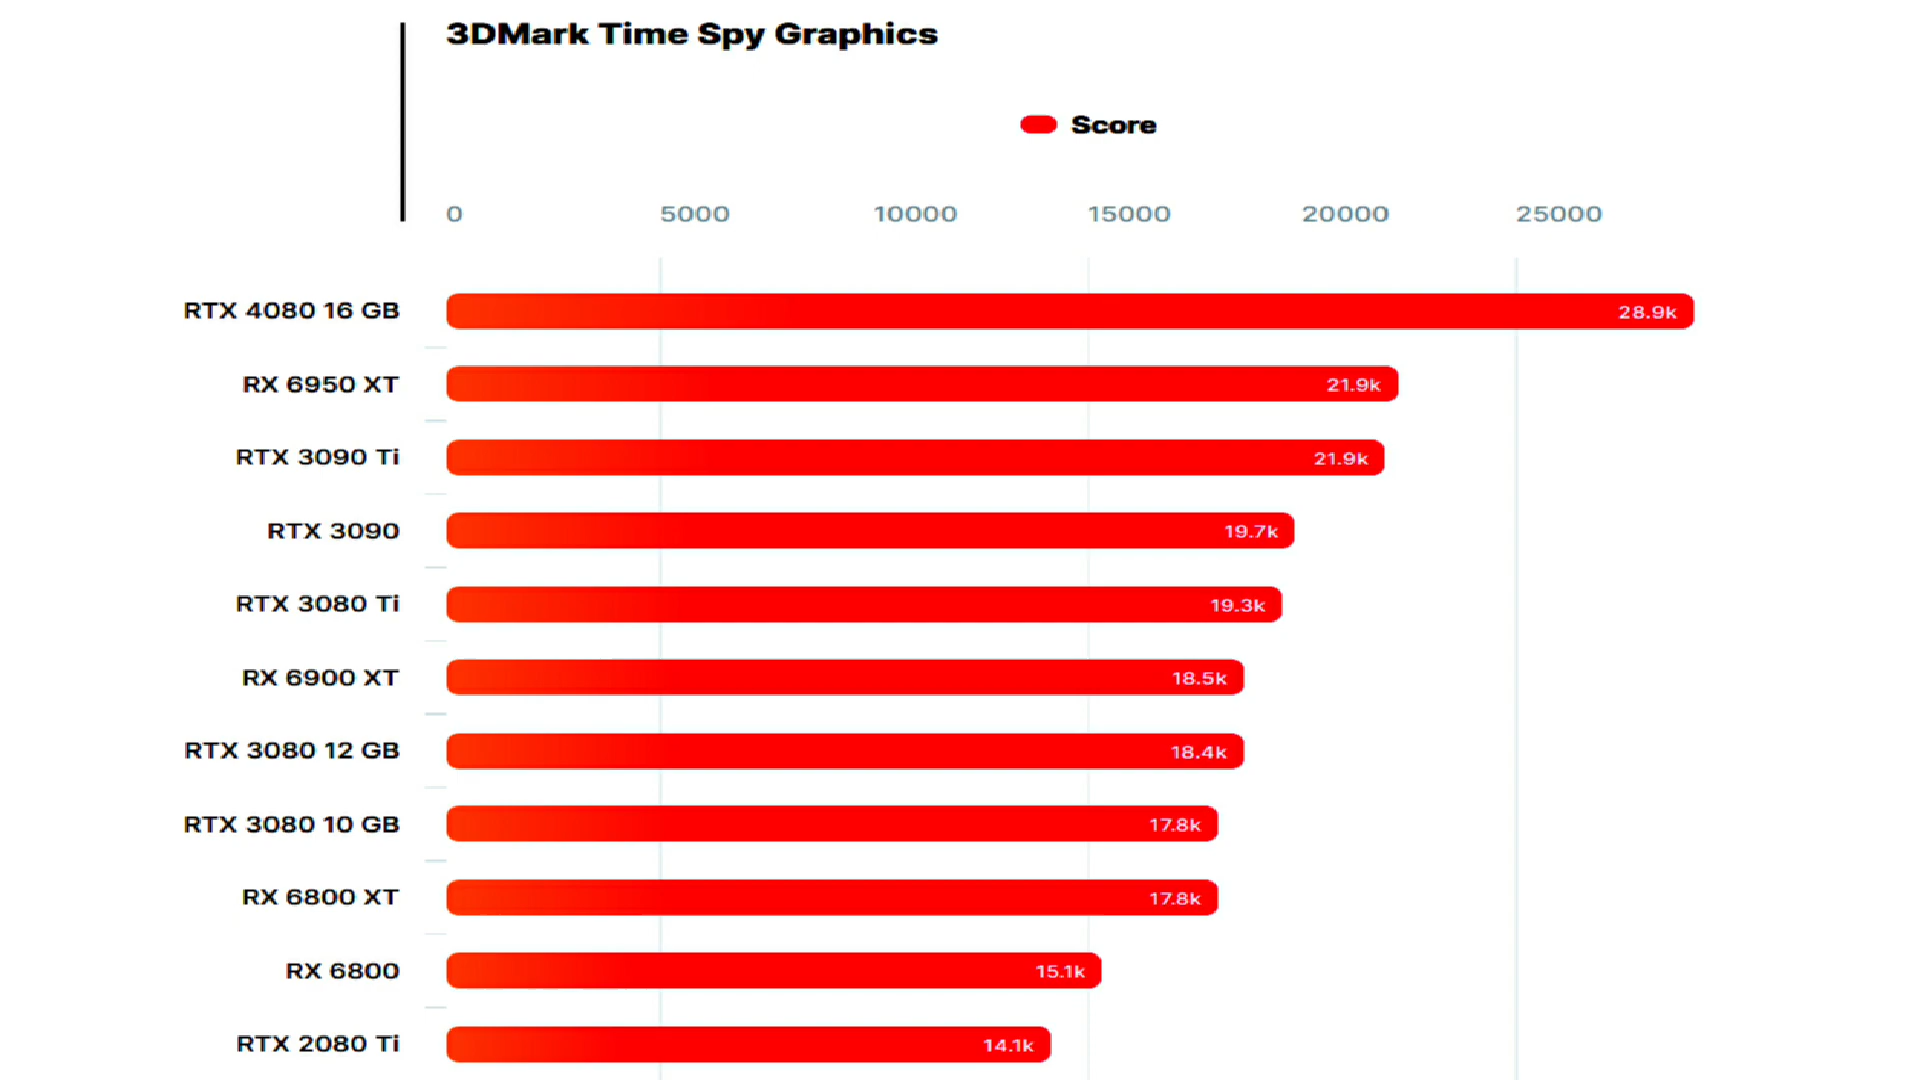 3DMark Time Spy Graphics
Score
0 5000 10000 15000 20000 25000
RTX 4080 16 GB 28.9k
RX 6950 XT 21.9k
RTX 3090 Ti 21.9k
RTX 3090 19.7k
RTX 3080 Ti 19.3k
RX 6900 XT 18.5k
RTX 3080 12 GB 18.4k
RTX 3080 10 GB 17.8k
RX 6800 XT 17.8k
RX 6800 15.1k
RTX 2080 Ti 14.1k